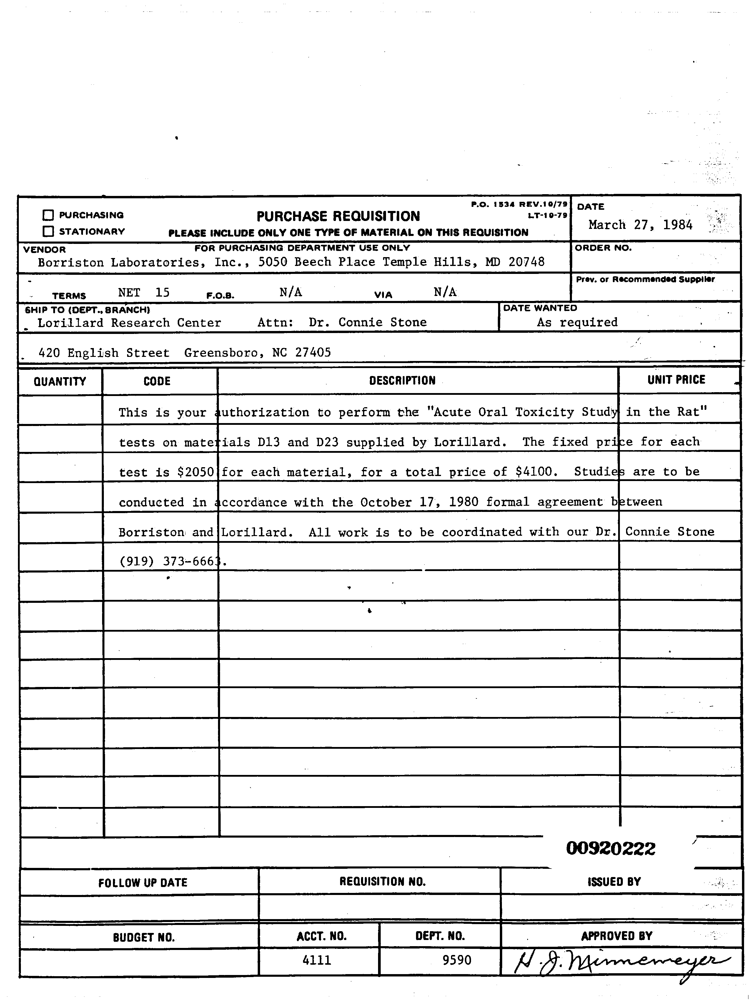 P.O. 1534 REV.10/79 DATE
☐ PURCHASING PURCHASE REQUISITION LT-10-79
☐ STATIONARY PLEASE INCLUDE ONLY ONE TYPE OF MATERIAL ON THIS REQUISITION March 27, 1984
VENDOR FOR PURCHASING DEPARTMENT USE ONLY ORDER NO.
Borriston Laboratories, Inc., 5050 Beech Place Temple Hills, MD 20748
Prev. or Recommended Supplier
TERMS NET 15 F.O.B. N/A VIA N/A
SHIP TO (DEPT., BRANCH) DATE WANTED
Lorillard Research Center Attn: Dr. Connie Stone As required
420 English Street Greensboro, NC 27405
QUANTITY CODE DESCRIPTION UNIT PRICE
This is your authorization to perform the "Acute Oral Toxicity Study in the Rat"
tests on materials D13 and D23 supplied by Lorillard. The fixed price for each
test is $2050 for each material, for a total price of $4100. Studies are to be
conducted in accordance with the October 17, 1980 formal agreement between
Borriston and Lorillard. All work is to be coordinated with our Dr. Connie Stone
(919) 373-6663.
00920222
FOLLOW UP DATE REQUISITION NO. ISSUED BY
BUDGET NO. ACCT. NO. DEPT. NO. APPROVED BY
4111 9590 H. J. Minnemeyer